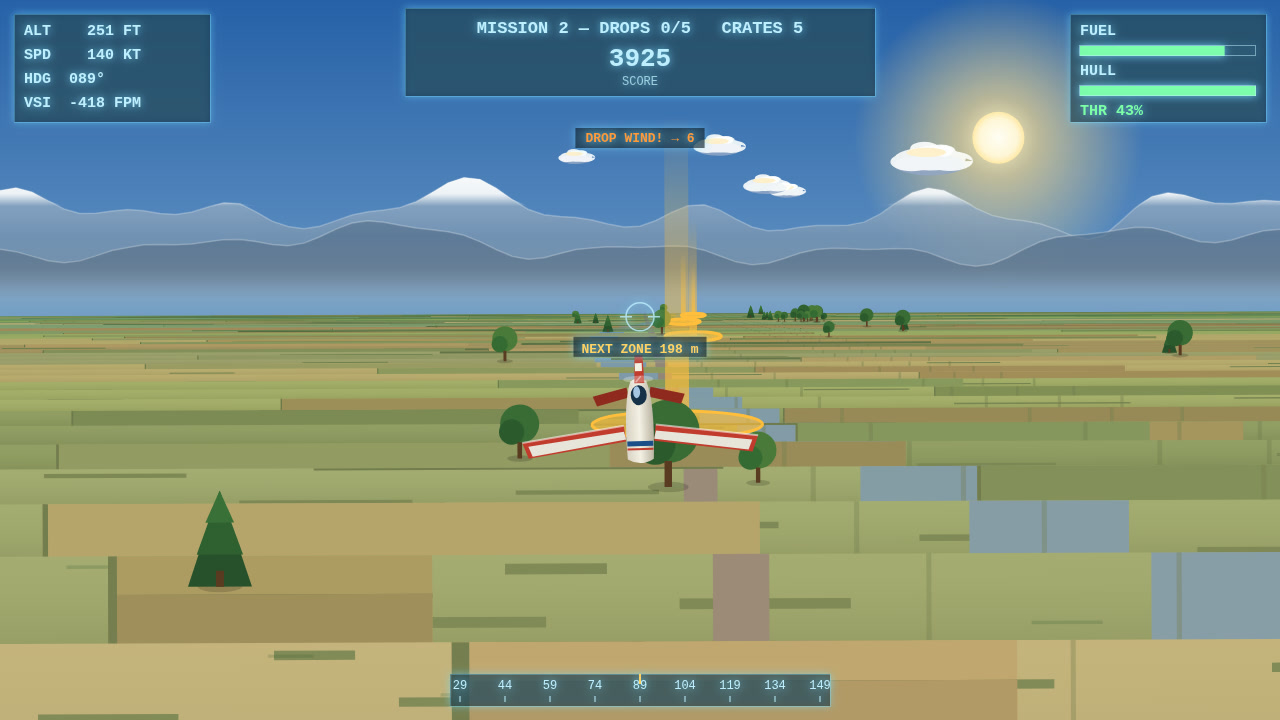 ALT 251 FT
SPD 140 KT
HDG 089°
VSI -418 FPM
MISSION 2 — DROPS 0/5 CRATES 5
3925
SCORE
FUEL
HULL
THR 43%
DROP WIND! → 6
NEXT ZONE 198 m
29 44 59 74 89 104 119 134 149